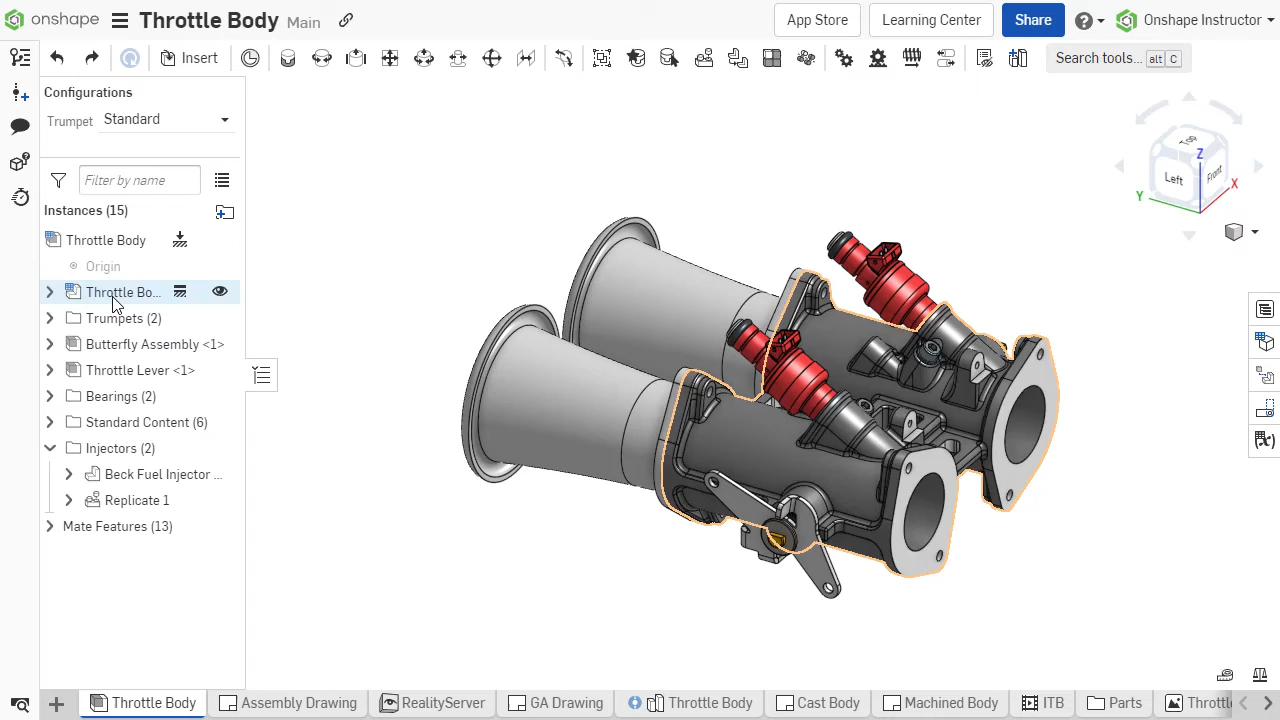 onshape Throttle Body Main App Store Learning Center Share Onshape Instructor
Insert Search tools... alt C
Configurations
Trumpet Standard
Filter by name
Instances (15)
Throttle Body
Origin
Throttle Bo...
Trumpets (2)
Butterfly Assembly <1>
Throttle Lever <1>
Bearings (2)
Standard Content (6)
Injectors (2)
Beck Fuel Injector ...
Replicate 1
Mate Features (13)
Top
Left
Front
Z
X
Y
Throttle Body Assembly Drawing RealityServer GA Drawing Throttle Body Cast Body Machined Body ITB Parts Throttl